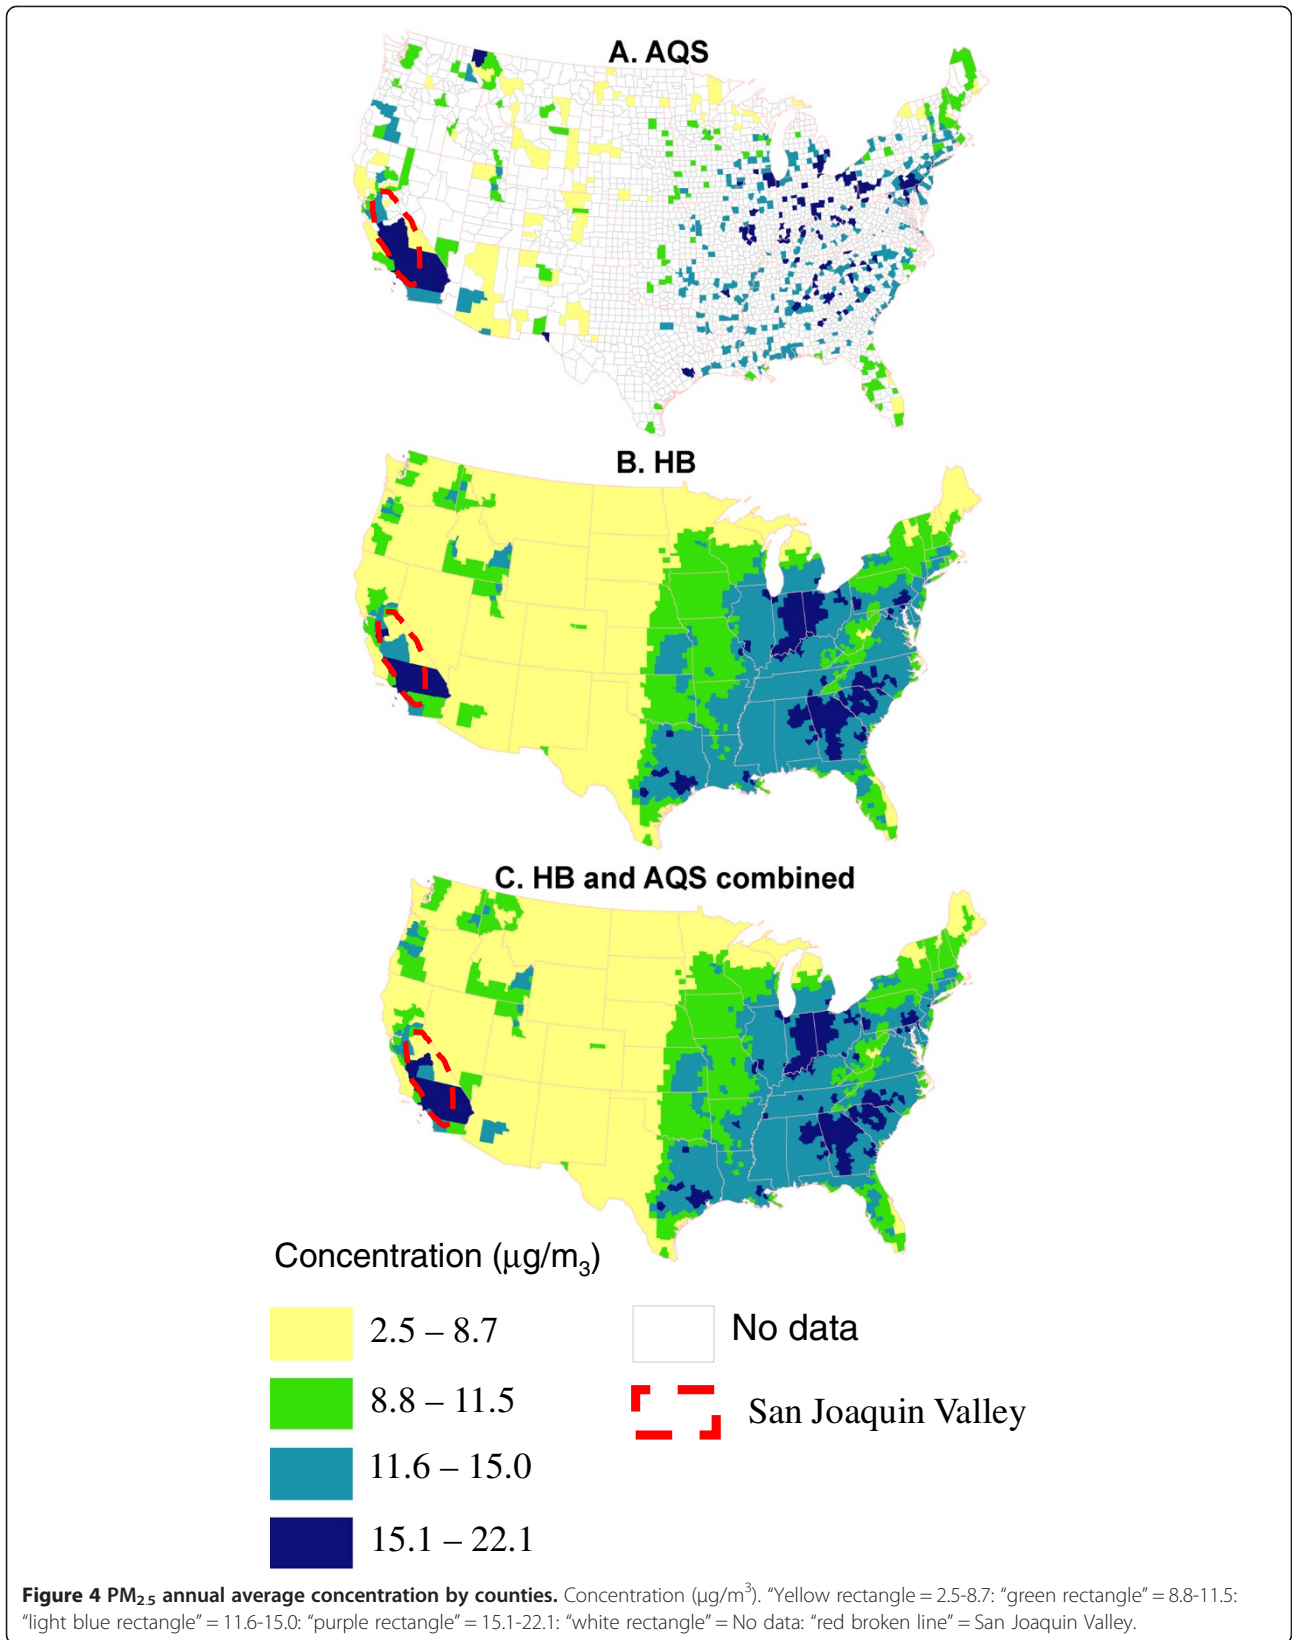 A. AQS
B. HB
C. HB and AQS combined
Concentration (μg/m₃)
2.5 – 8.7
No data
8.8 – 11.5
San Joaquin Valley
11.6 – 15.0
15.1 – 22.1
Figure 4 PM₂.₅ annual average concentration by counties. Concentration (μg/m³). “Yellow rectangle = 2.5-8.7: “green rectangle” = 8.8-11.5:
“light blue rectangle” = 11.6-15.0: “purple rectangle” = 15.1-22.1: “white rectangle” = No data: “red broken line” = San Joaquin Valley.